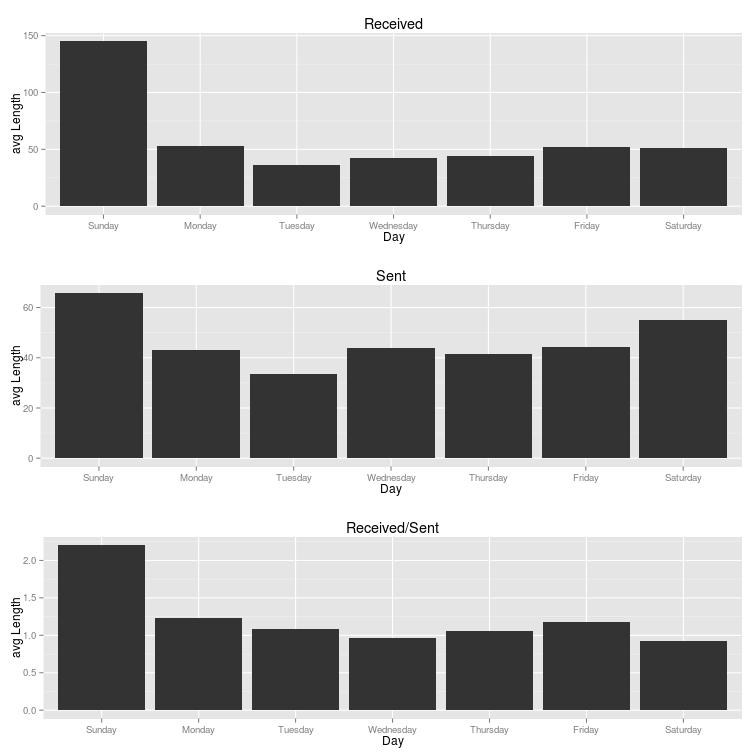 Received
avg Length
150
100
50
0
Sunday Monday Tuesday Wednesday Thursday Friday Saturday
Day
Sent
avg Length
60
40
20
0
Sunday Monday Tuesday Wednesday Thursday Friday Saturday
Day
Received/Sent
avg Length
2.0
1.5
1.0
0.5
0.0
Sunday Monday Tuesday Wednesday Thursday Friday Saturday
Day